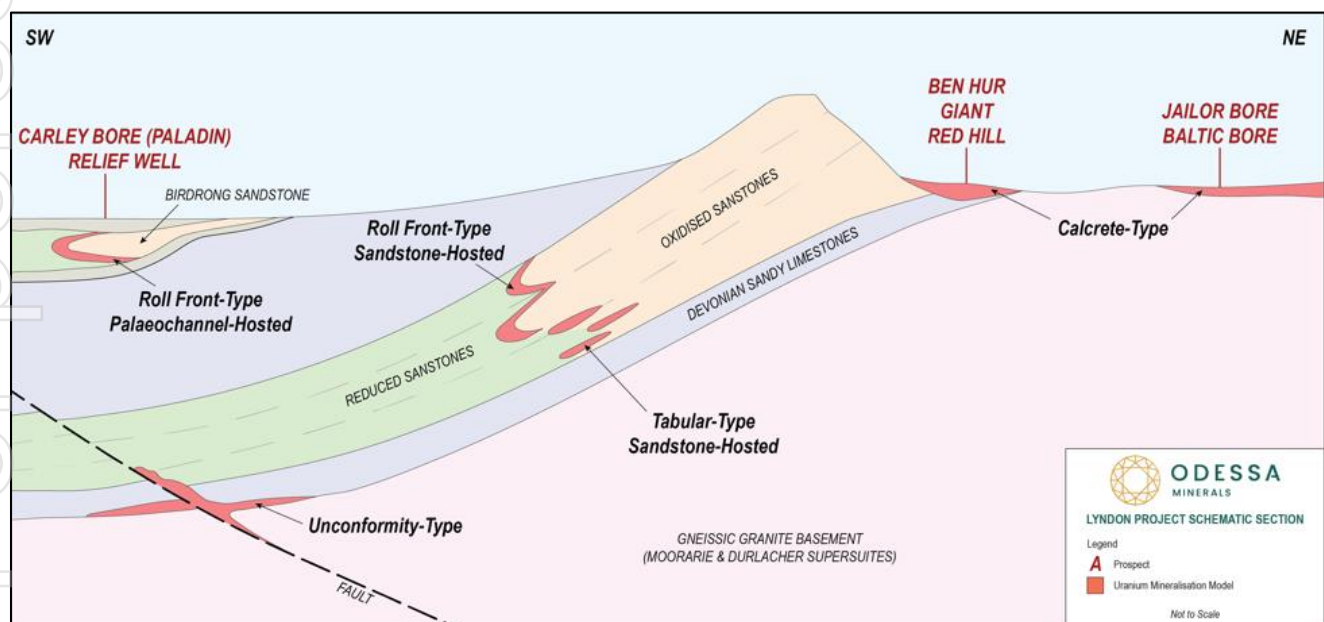 SW
NE
CARLEY BORE (PALADIN)
RELIEF WELL
BIRDRONG SANDSTONE
Roll Front-Type
Palaeochannel-Hosted
Roll Front-Type
Sandstone-Hosted
OXIDISED SANSTONES
BEN HUR
GIANT
RED HILL
JAILOR BORE
BALTIC BORE
Calcrete-Type
DEVONIAN SANDY LIMESTONES
REDUCED SANSTONES
Tabular-Type
Sandstone-Hosted
Unconformity-Type
FAULT
GNEISSIC GRANITE BASEMENT
(MOORARIE & DURLACHER SUPERSUITES)
ODESSA
MINERALS
LYNDON PROJECT SCHEMATIC SECTION
Legend
A Prospect
Uranium Mineralisation Model
Not to Scale